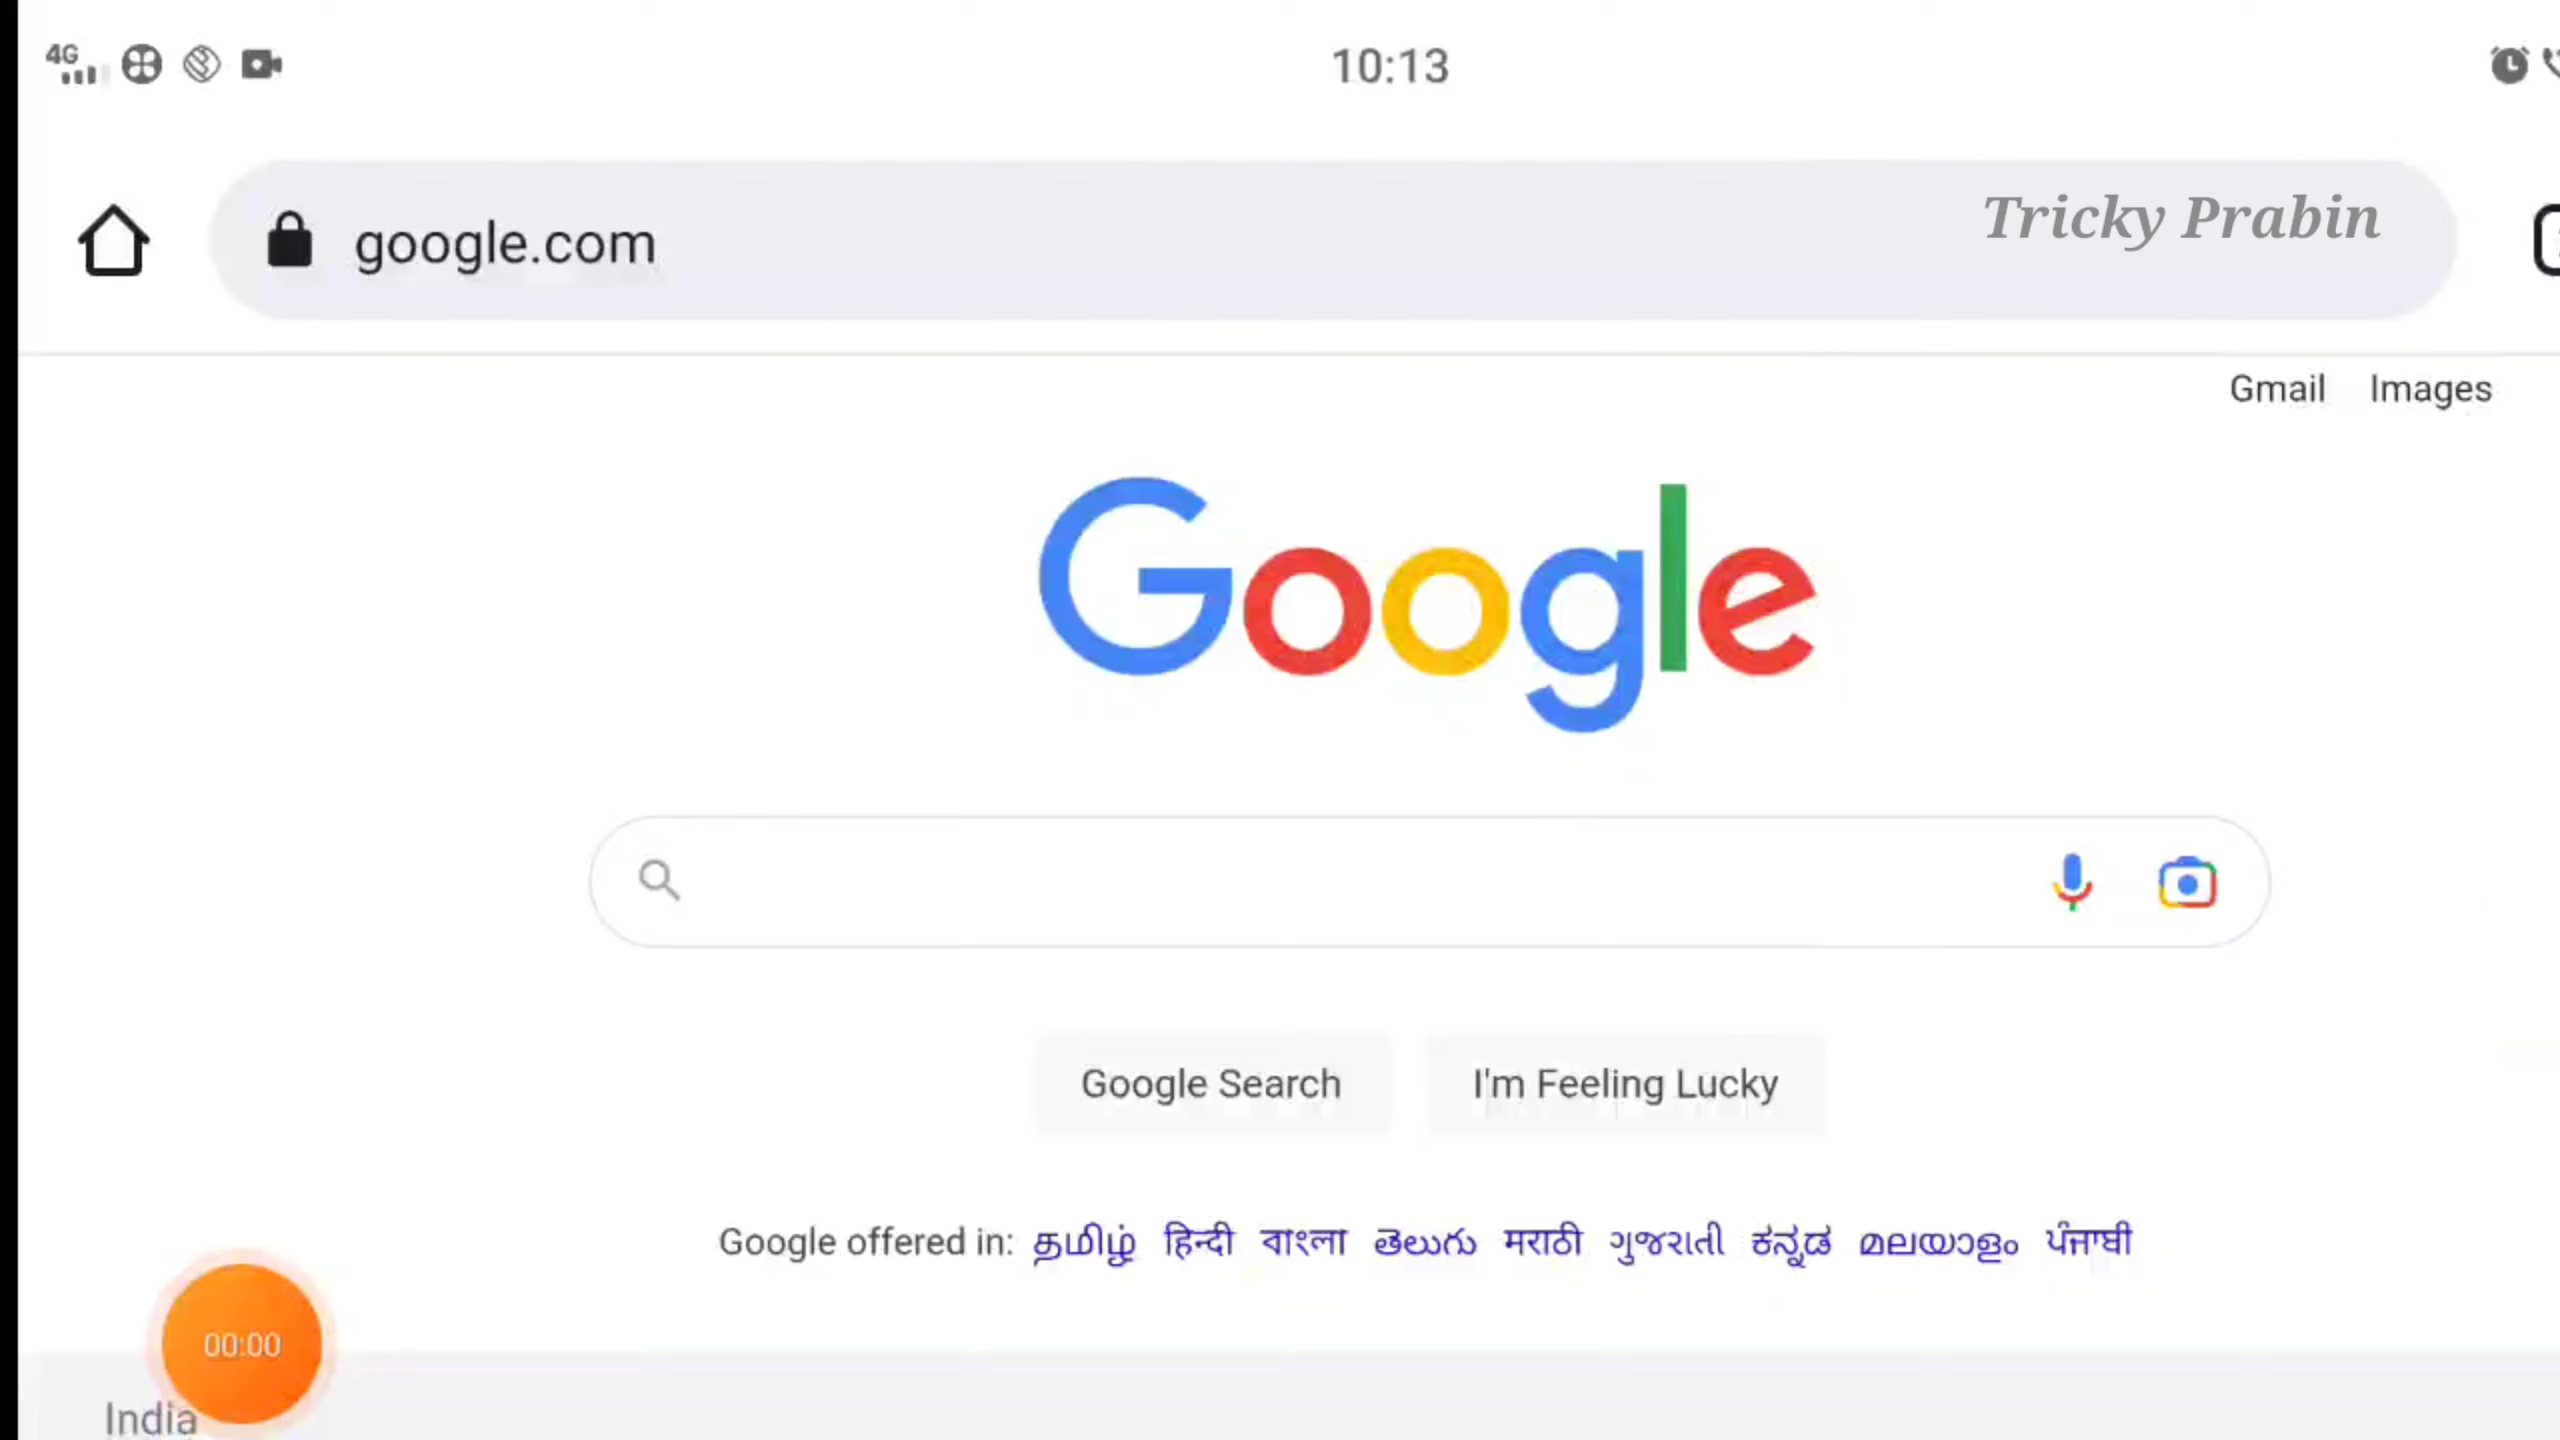 4G
10:13
google.com
Tricky Prabin
Gmail Images
Google
Google Search I'm Feeling Lucky
Google offered in: தமிழ் हिन्दी বাংলা తెలుగు मराठी ગુજરાતી ಕನ್ನಡ മലയാളം ਪੰਜਾਬੀ
00:00
India